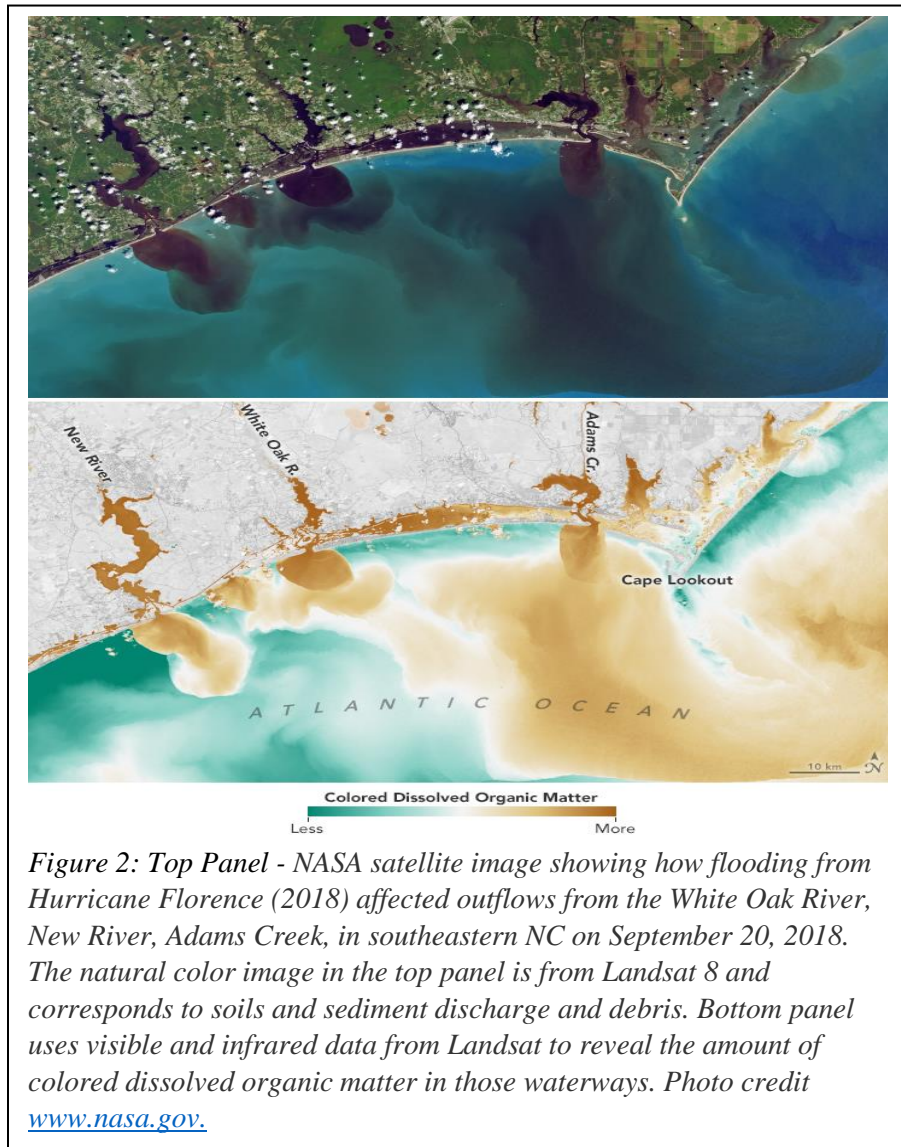 New River
White Oak R.
Adams Cr.
Cape Lookout
ATLANTIC OCEAN
10 km
N
Colored Dissolved Organic Matter
Less More
Figure 2: Top Panel - NASA satellite image showing how flooding from
Hurricane Florence (2018) affected outflows from the White Oak River,
New River, Adams Creek, in southeastern NC on September 20, 2018.
The natural color image in the top panel is from Landsat 8 and
corresponds to soils and sediment discharge and debris. Bottom panel
uses visible and infrared data from Landsat to reveal the amount of
colored dissolved organic matter in those waterways. Photo credit
www.nasa.gov.